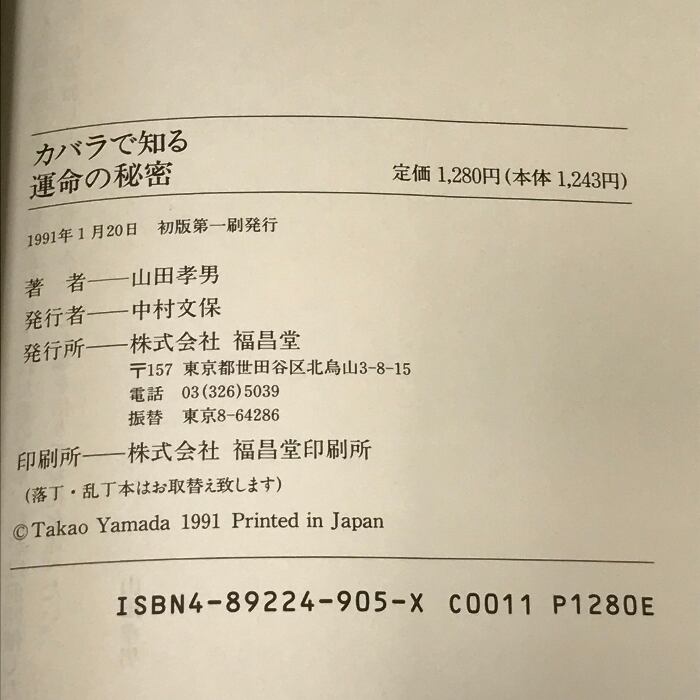 カバラで知る
運命の秘密
定価 1,280円(本体 1,243円)
1991年1月20日 初版第一刷発行
著 者──山田孝男
発行者──中村文保
発行所──株式会社 福昌堂
〒157 東京都世田谷区北烏山3-8-15
電話 03(326)5039
振替 東京8-64286
印刷所──株式会社 福昌堂印刷所
(落丁・乱丁本はお取替え致します)
©Takao Yamada 1991 Printed in Japan
ISBN4-89224-905-X C0011 P1280E